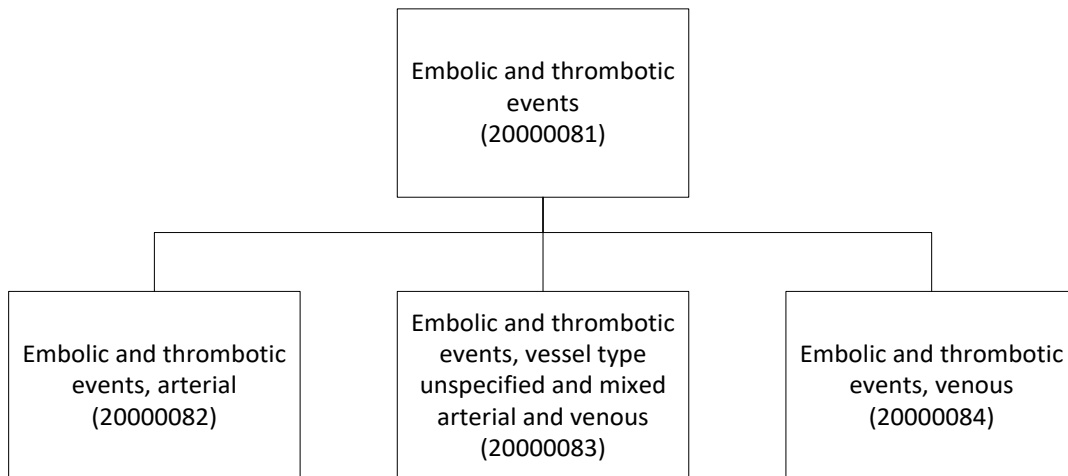 Embolic and thrombotic
events
(20000081)
Embolic and thrombotic
events, arterial
(20000082)
Embolic and thrombotic
events, vessel type
unspecified and mixed
arterial and venous
(20000083)
Embolic and thrombotic
events, venous
(20000084)